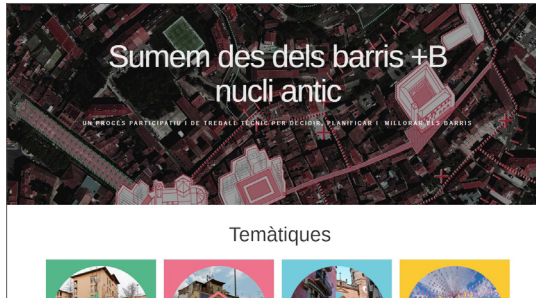 Sumem des dels barris +B
nucli antic
UN PROCÉS PARTICIPATIU I DE TREBALL TÈCNIC PER DECIDIR, PLANIFICAR I MILLORAR ELS BARRIS
Temàtiques